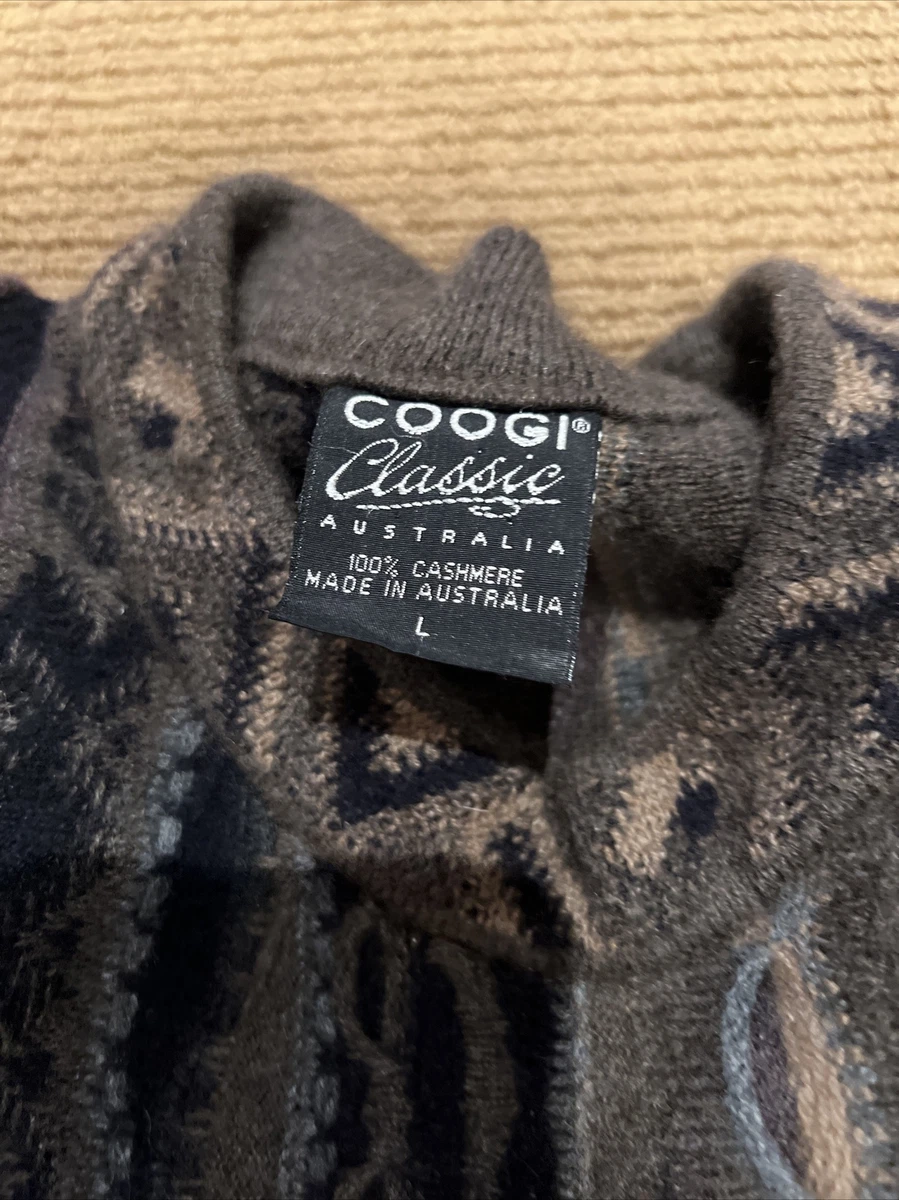 COOGI®
Classic
AUSTRALIA
100% CASHMERE
MADE IN AUSTRALIA
L